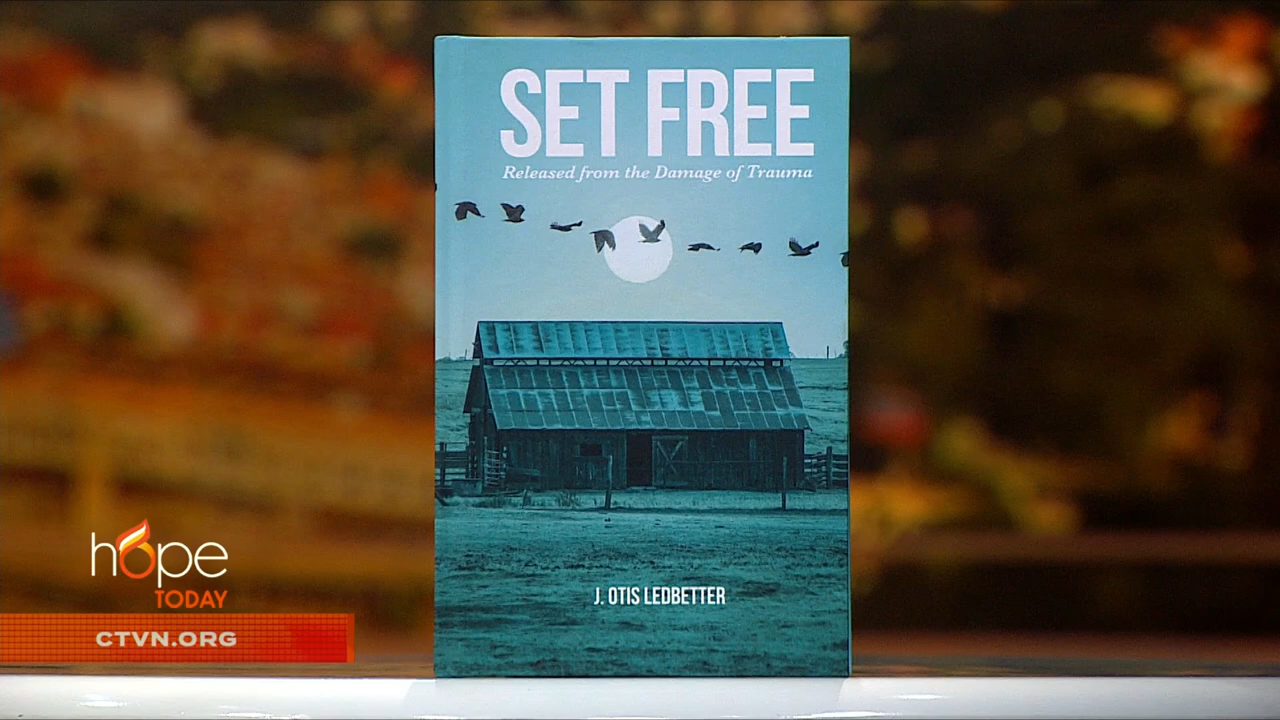 SET FREE
Released from the Damage of Trauma
J. OTIS LEDBETTER
hope
TODAY
CTVN.ORG